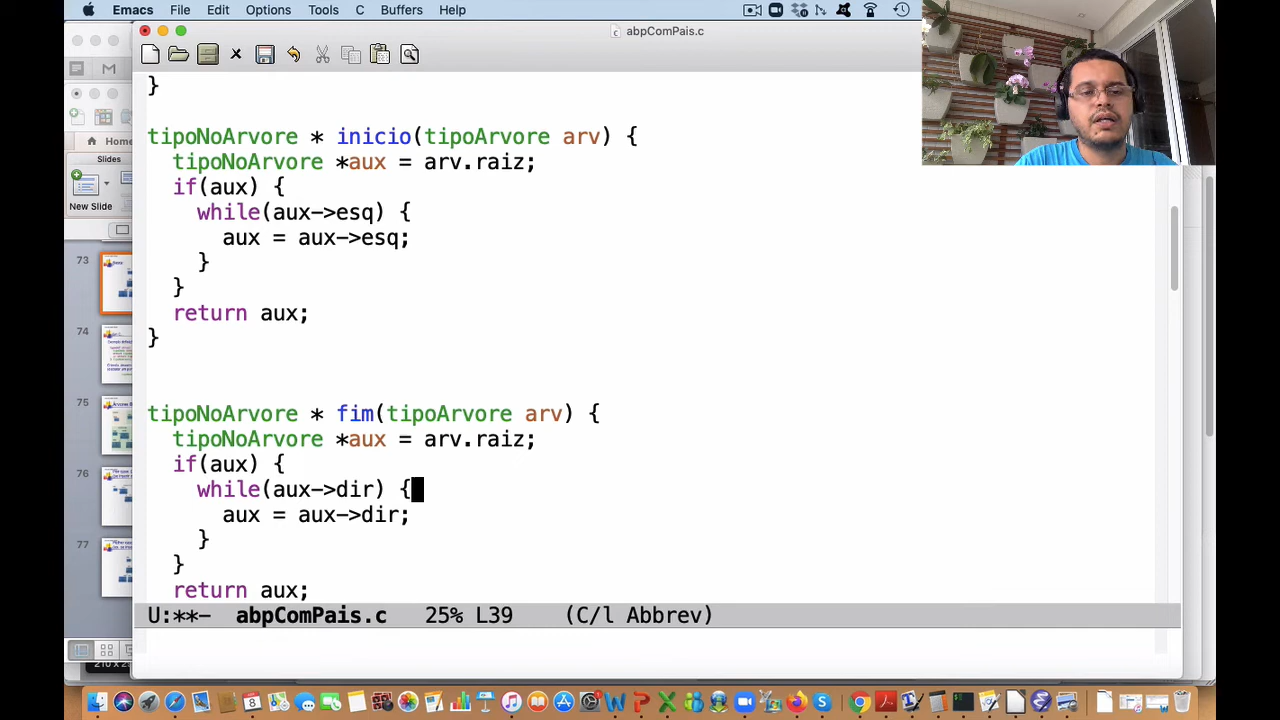 Emacs File Edit Options Tools C Buffers Help
abpComPais.c
Home
Slides
New Slide
73
74
75
76
77
}
tipoNoArvore * inicio(tipoArvore arv) {
tipoNoArvore *aux = arv.raiz;
if(aux) {
while(aux->esq) {
aux = aux->esq;
}
}
return aux;
}
tipoNoArvore * fim(tipoArvore arv) {
tipoNoArvore *aux = arv.raiz;
if(aux) {
while(aux->dir) {
aux = aux->dir;
}
}
return aux;
U:**- abpComPais.c 25% L39 (C/l Abbrev)